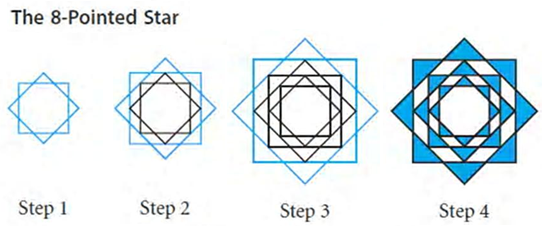 The 8-Pointed Star
Step 1
Step 2
Step 3
Step 4